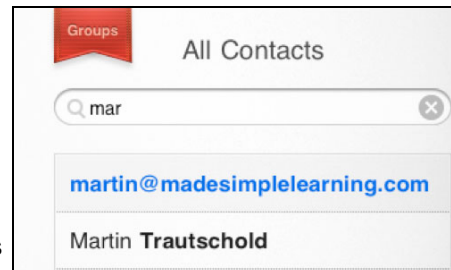 Groups
All Contacts
mar
martin@madesimplelearning.com
s
Martin Trautschold